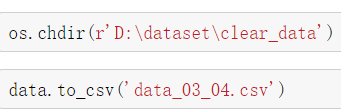 os.chdir(r'D:\dataset\clear_data')
data.to_csv('data_03_04.csv')